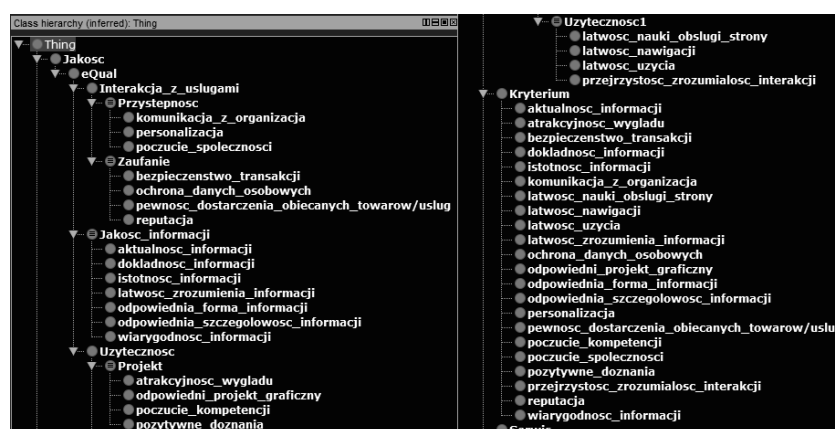 Class hierarchy (inferred): Thing
Thing
Jakosc
eQual
Interakcja_z_uslugami
Przystepnosc
komunikacja_z_organizacja
personalizacja
poczucie_spolecznosci
Zaufanie
bezpieczenstwo_transakcji
ochrona_danych_osobowych
pewnosc_dostarczenia_obiecanych_towarow/uslug
reputacja
Jakosc_informacji
aktualnosc_informacji
dokladnosc_informacji
istotnosc_informacji
latwosc_zrozumienia_informacji
odpowiednia_forma_informacji
odpowiednia_szczegolowosc_informacji
wiarygodnosc_informacji
Uzytecznosc
Projekt
atrakcyjnosc_wygladu
odpowiedni_projekt_graficzny
poczucie_kompetencji
pozytywne_doznania
Uzytecznosc1
latwosc_nauki_obslugi_strony
latwosc_nawigacji
latwosc_uzycia
przejrzystosc_zrozumialosc_interakcji
Kryterium
aktualnosc_informacji
atrakcyjnosc_wygladu
bezpieczenstwo_transakcji
dokladnosc_informacji
istotnosc_informacji
komunikacja_z_organizacja
latwosc_nauki_obslugi_strony
latwosc_nawigacji
latwosc_uzycia
latwosc_zrozumienia_informacji
ochrona_danych_osobowych
odpowiedni_projekt_graficzny
odpowiednia_forma_informacji
odpowiednia_szczegolowosc_informacji
personalizacja
pewnosc_dostarczenia_obiecanych_towarow/uslu
poczucie_kompetencji
poczucie_spolecznosci
pozytywne_doznania
przejrzystosc_zrozumialosc_interakcji
reputacja
wiarygodnosc_informacji